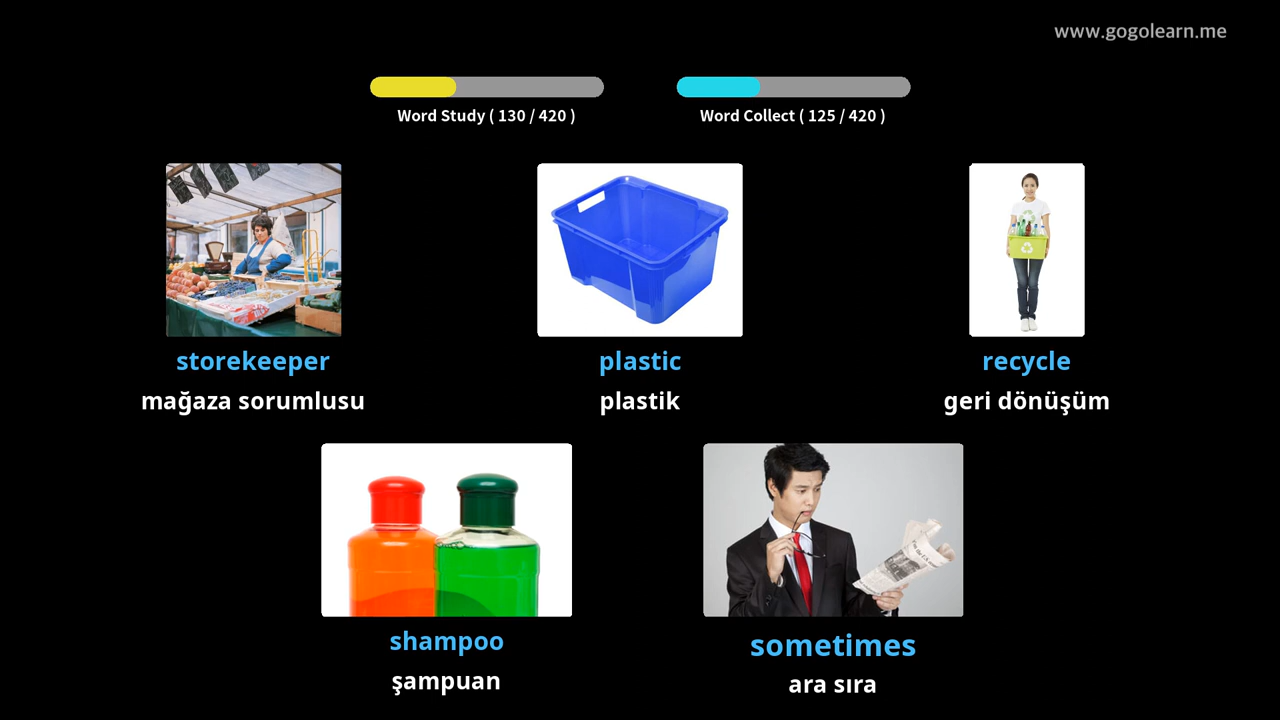 www.gogolearn.me
Word Study ( 130 / 420 )
Word Collect ( 125 / 420 )
storekeeper
plastic
recycle
mağaza sorumlusu
plastik
geri dönüşüm
shampoo
sometimes
şampuan
ara sıra